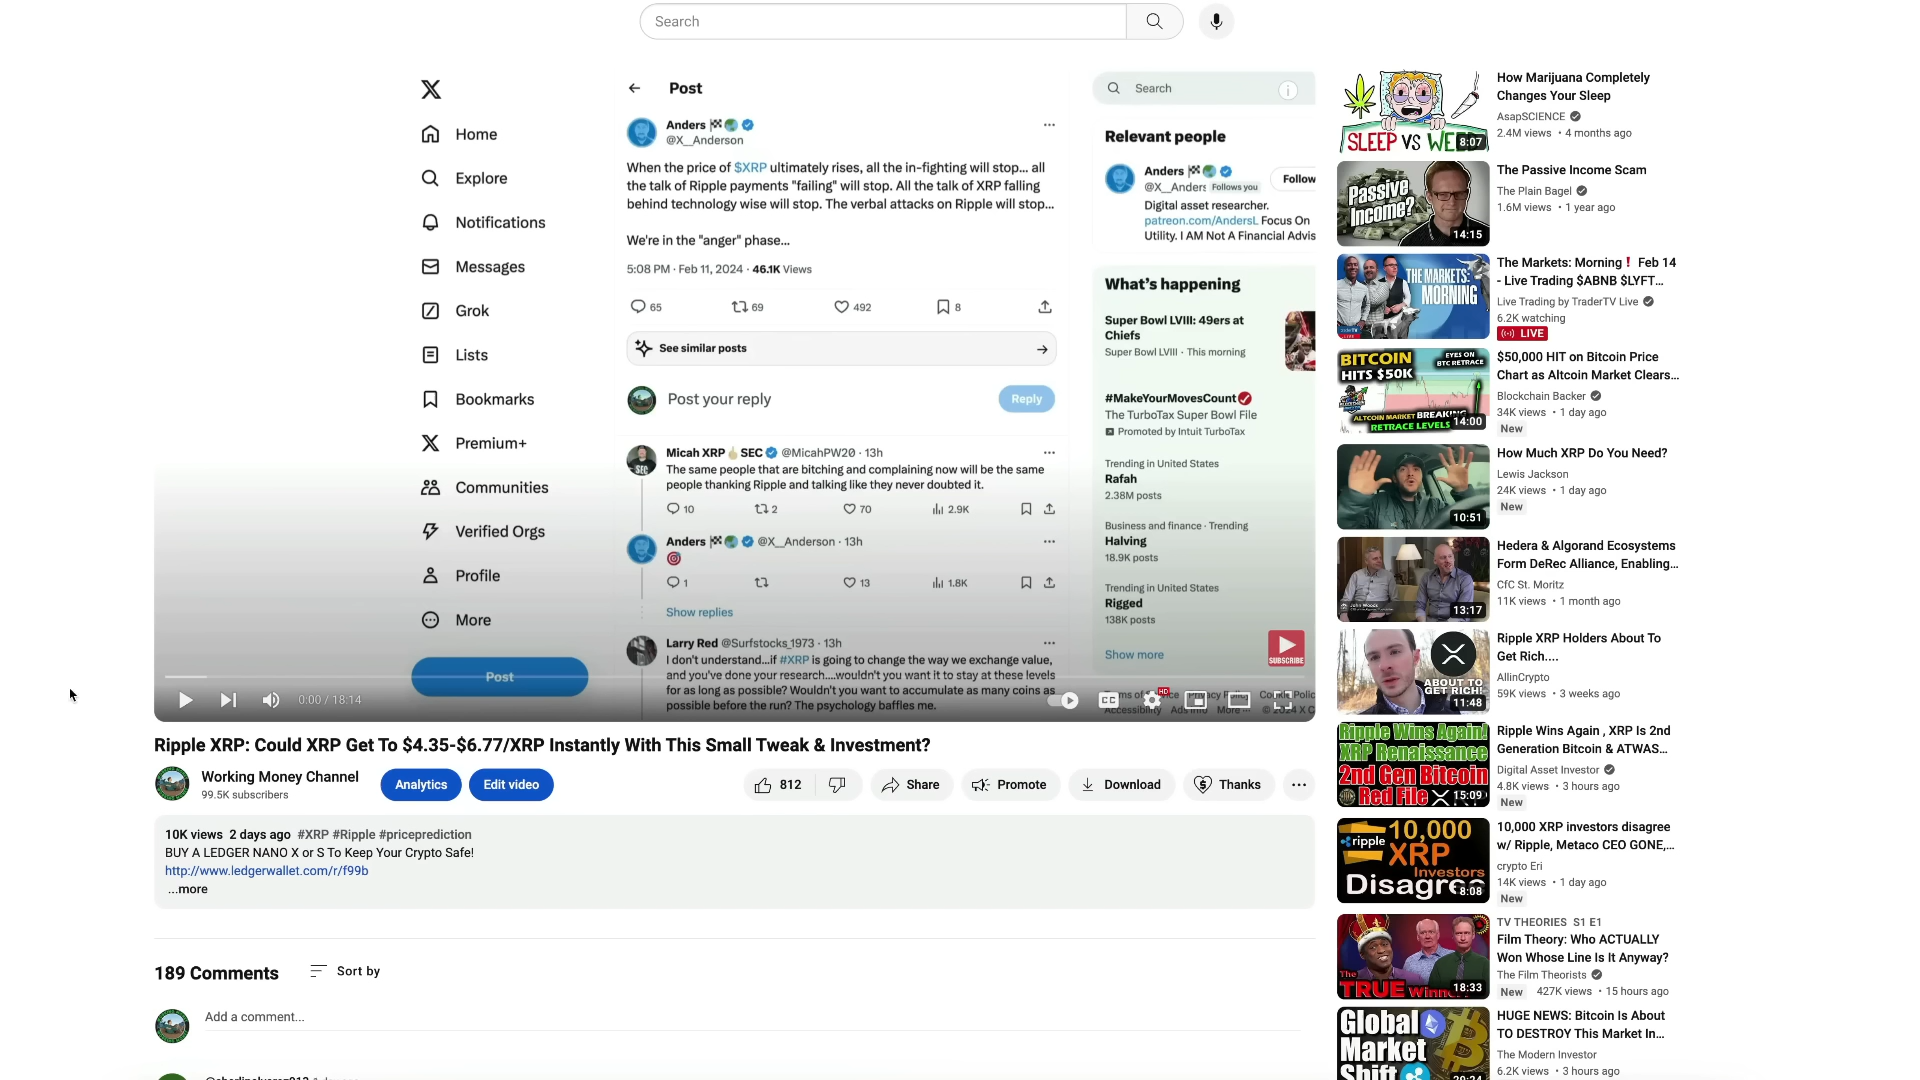 Search
Home
Explore
Notifications
Messages
Grok
Lists
Bookmarks
Premium+
Communities
Verified Orgs
Profile
More
Post
Post
Anders
@X__Anderson
When the price of $XRP ultimately rises, all the in-fighting will stop... all
the talk of Ripple payments "failing" will stop. All the talk of XRP falling
behind technology wise will stop. The verbal attacks on Ripple will stop...
We're in the "anger" phase...
5:08 PM · Feb 11, 2024 · 46.1K Views
65 69 492 8
See similar posts
Post your reply
Reply
Micah XRP SEC @MicahPW20 · 13h
The same people that are bitching and complaining now will be the same
people thanking Ripple and talking like they never doubted it.
10 2 70 2.9K
Anders @X__Anderson · 13h
1 13 1.8K
Show replies
Larry Red @Surfstocks_1973 · 13h
I don't understand...if #XRP is going to change the way we exchange value,
and you've done your research....wouldn't you want it to stay at these levels
for as long as possible? Wouldn't you want to accumulate as many coins as
possible before the run? The psychology baffles me.
Search
Relevant people
Anders
@X__Anders Follows you
Follow
Digital asset researcher.
patreon.com/AndersL Focus On
Utility. I AM Not A Financial Advis
What's happening
Super Bowl LVIII: 49ers at
Chiefs
Super Bowl LVIII · This morning
#MakeYourMovesCount
The TurboTax Super Bowl File
Promoted by Intuit TurboTax
Trending in United States
Rafah
2.38M posts
Business and finance · Trending
Halving
18.9K posts
Trending in United States
Rigged
138K posts
Show more
SUBSCRIBE
0:00 / 18:14
CC
HD
Ripple XRP: Could XRP Get To $4.35-$6.77/XRP Instantly With This Small Tweak & Investment?
Working Money Channel
99.5K subscribers
Analytics
Edit video
812
Share
Promote
Download
Thanks
10K views 2 days ago #XRP #Ripple #priceprediction
BUY A LEDGER NANO X or S To Keep Your Crypto Safe!
http://www.ledgerwallet.com/r/f99b
...more
189 Comments
Sort by
Add a comment...
SLEEP VS WEED
8:07
How Marijuana Completely
Changes Your Sleep
AsapSCIENCE
2.4M views · 4 months ago
Passive
Income?
14:15
The Passive Income Scam
The Plain Bagel
1.6M views · 1 year ago
THE MARKETS:
MORNING
The Markets: Morning❗ Feb 14
- Live Trading $ABNB $LYFT...
Live Trading by TraderTV Live
6.2K watching
LIVE
BITCOIN
HITS $50K
EYES ON
BTC RETRACE
ALTCOIN MARKET BREAKING
RETRACE LEVELS
14:00
$50,000 HIT on Bitcoin Price
Chart as Altcoin Market Clears...
Blockchain Backer
34K views · 1 day ago
New
10:51
How Much XRP Do You Need?
Lewis Jackson
24K views · 1 day ago
New
13:17
Hedera & Algorand Ecosystems
Form DeRec Alliance, Enabling...
CfC St. Moritz
11K views · 1 month ago
ABOUT TO
GET RICH!
11:48
Ripple XRP Holders About To
Get Rich....
AllinCrypto
59K views · 3 weeks ago
Ripple Wins Again!
XRP Renaissance
2nd Gen Bitcoin
Red File
15:09
Ripple Wins Again , XRP Is 2nd
Generation Bitcoin & ATWAS...
Digital Asset Investor
4.8K views · 3 hours ago
New
ripple
10,000
XRP
Investors
Disagree
8:08
10,000 XRP investors disagree
w/ Ripple, Metaco CEO GONE,...
crypto Eri
14K views · 1 day ago
New
The
TRUE Winner
18:33
TV THEORIES S1 E1
Film Theory: Who ACTUALLY
Won Whose Line Is It Anyway?
The Film Theorists
New 427K views · 15 hours ago
Global
Market
Shift
HUGE NEWS: Bitcoin Is About
TO DESTROY This Market In...
The Modern Investor
6.2K views · 3 hours ago